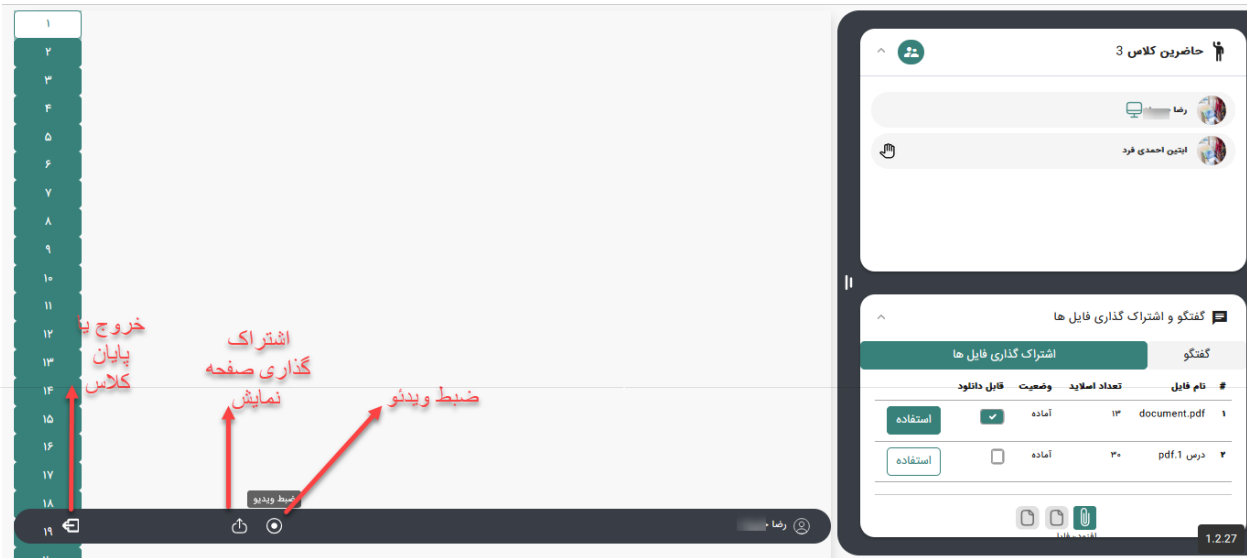 حاضرین کلاس 3
رضا
ابتین احمدی فرد
گفتگو و اشتراک گذاری فایل ها
گفتگو
اشتراک گذاری فایل ها
# نام فایل تعداد اسلاید وضعیت قابل دانلود
۱ document.pdf ۱۳ آماده استفاده
۲ درس 1.pdf ۳۰ آماده استفاده
افزودن فایل
1.2.27
۱
۲
۳
۴
۵
۶
۷
۸
۹
۱۰
۱۱
۱۲
۱۳
۱۴
۱۵
۱۶
۱۷
۱۸
۱۹
خروج یا
پایان
کلاس
اشتراک
گذاری صفحه
نمایش
ضبط ویدئو
ضبط ویدیو
رضا